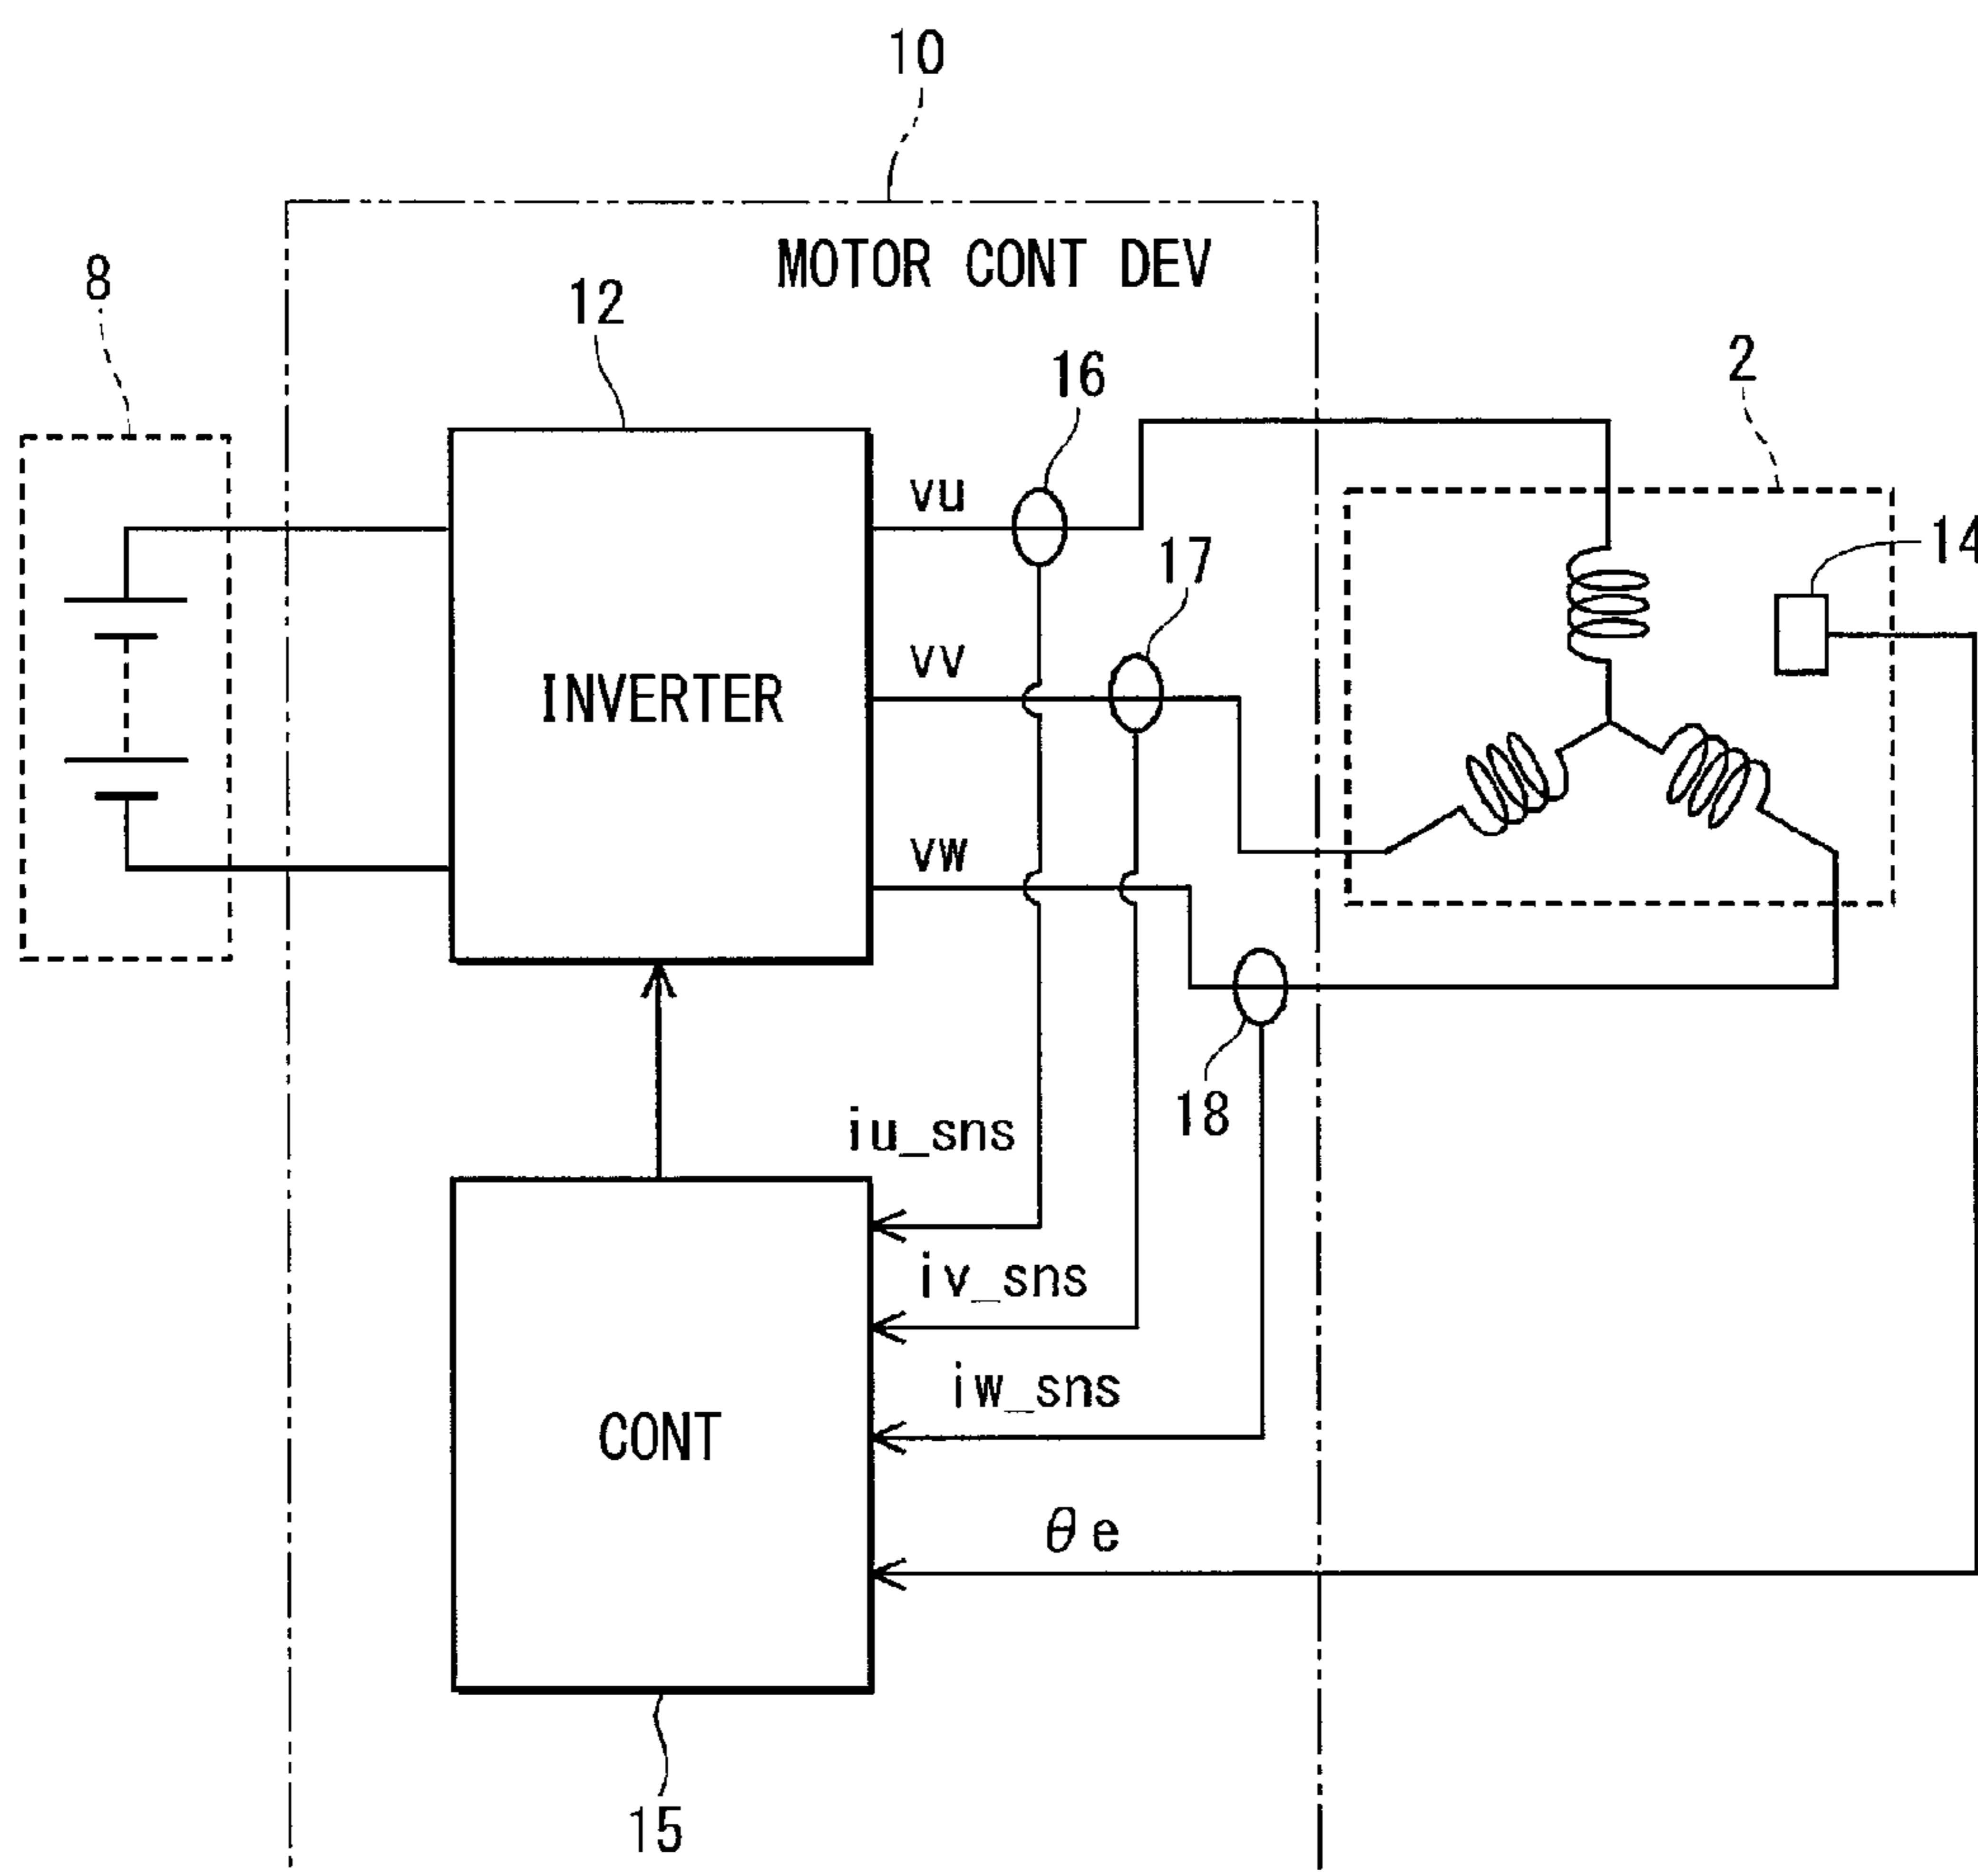 10
MOTOR CONT DEV
8
12
16
2
vu
17
14
vv
INVERTER
vw
18
iu_sns
iv_sns
iw_sns
CONT
θe
15